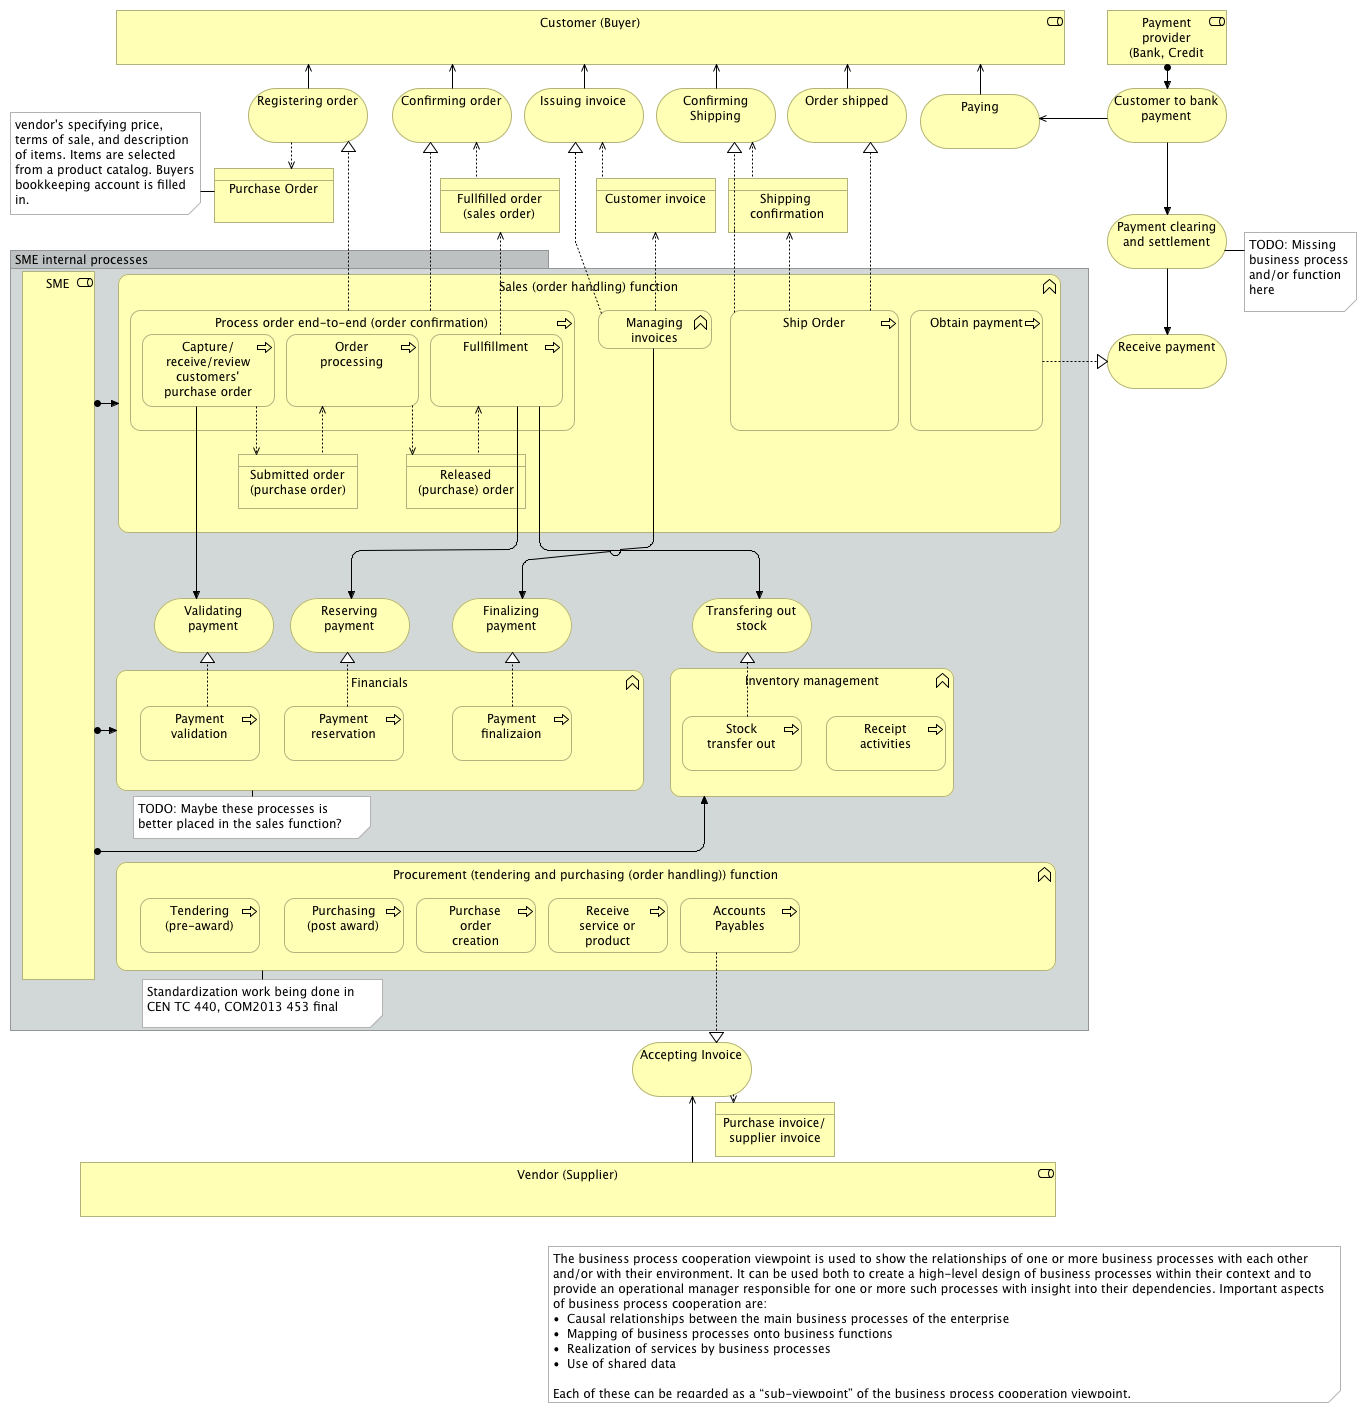 Customer (Buyer)
Payment
provider
(Bank, Credit
Registering order
Confirming order
Issuing invoice
Confirming
Shipping
Order shipped
Paying
Customer to bank
payment
vendor's specifying price,
terms of sale, and description
of items. Items are selected
from a product catalog. Buyers
bookkeeping account is filled
in.
Purchase Order
Fullfilled order
(sales order)
Customer invoice
Shipping
confirmation
Payment clearing
and settlement
TODO: Missing
business process
and/or function
here
SME internal processes
SME
Sales (order handling) function
Process order end-to-end (order confirmation)
Managing
invoices
Ship Order
Obtain payment
Receive payment
Capture/
receive/review
customers'
purchase order
Order
processing
Fullfillment
Submitted order
(purchase order)
Released
(purchase) order
Validating
payment
Reserving
payment
Finalizing
payment
Transfering out
stock
Financials
Inventory management
Payment
validation
Payment
reservation
Payment
finalizaion
Stock
transfer out
Receipt
activities
TODO: Maybe these processes is
better placed in the sales function?
Procurement (tendering and purchasing (order handling)) function
Tendering
(pre-award)
Purchasing
(post award)
Purchase
order
creation
Receive
service or
product
Accounts
Payables
Standardization work being done in
CEN TC 440, COM2013 453 final
Accepting Invoice
Purchase invoice/
supplier invoice
Vendor (Supplier)
The business process cooperation viewpoint is used to show the relationships of one or more business processes with each other
and/or with their environment. It can be used both to create a high-level design of business processes within their context and to
provide an operational manager responsible for one or more such processes with insight into their dependencies. Important aspects
of business process cooperation are:
• Causal relationships between the main business processes of the enterprise
• Mapping of business processes onto business functions
• Realization of services by business processes
• Use of shared data
Each of these can be regarded as a “sub-viewpoint” of the business process cooperation viewpoint.